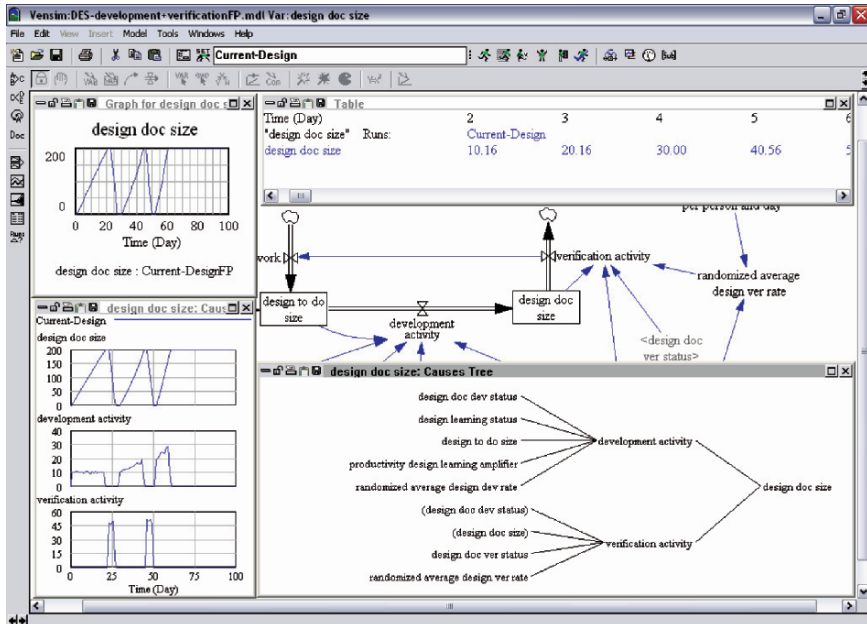 Vensim:DES-development+verificationFP.mdl Var: design doc size
File Edit View Insert Model Tools Windows Help
Current-Design
Graph for design doc s
design doc size
200
0
0 20 40 60 80 100
Time (Day)
design doc size : Current-DesignFP
Table
Time (Day) 2 3 4 5 6
"design doc size" Runs: Current-Design
design doc size 10.16 20.16 30.00 40.56 5
per person and day
work
verification activity
randomized average
design ver rate
design to do
size
design doc
size
development
activity
<design doc
ver status>
Doc
design doc size: Caus
Current-Design
design doc size
200
150
100
50
0
development activity
40
30
20
10
0
verification activity
60
45
30
15
0
0 25 50 75 100
Time (Day)
design doc size: Causes Tree
design doc dev status
design learning status
design to do size
productivity design learning amplifier
randomized average design dev rate
development activity
design doc size
(design doc dev status)
(design doc size)
design doc ver status
randomized average design ver rate
verification activity